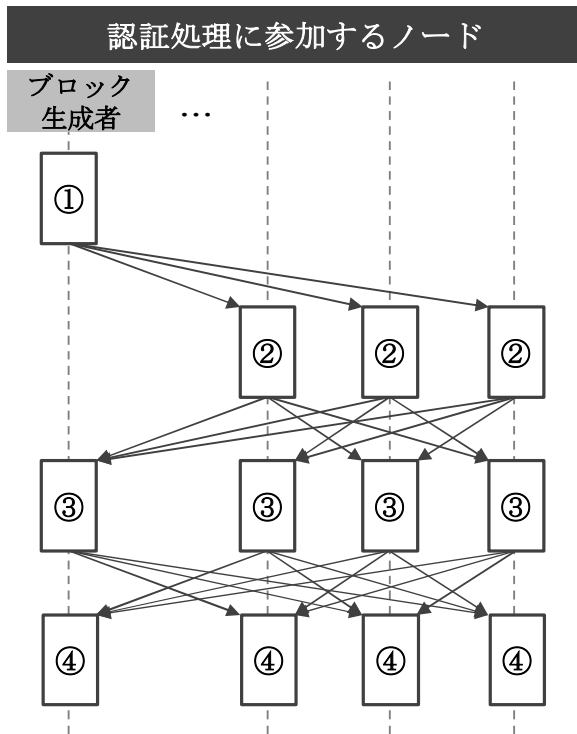 認証処理に参加するノード
ブロック
生成者
…
①
② ② ②
③ ③ ③ ③
④ ④ ④ ④